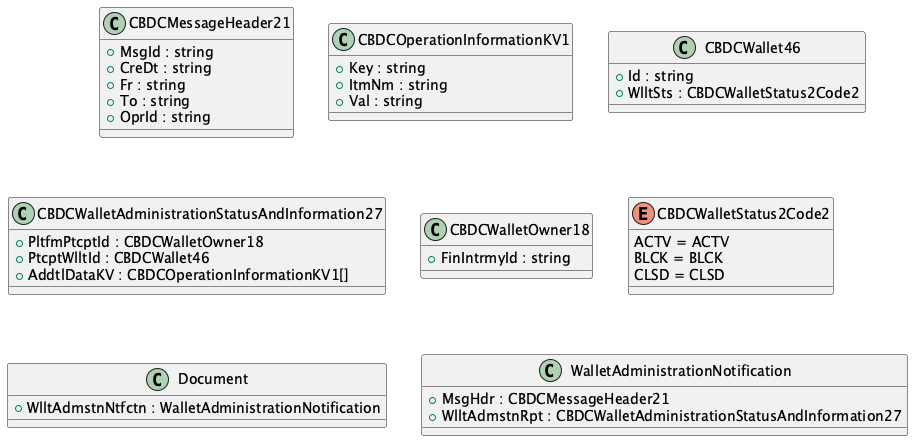 C CBDCMessageHeader21
MsgId : string
CreDt : string
Fr : string
To : string
OprId : string
C CBDCOperationInformationKV1
Key : string
ItmNm : string
Val : string
C CBDCWallet46
Id : string
WlltSts : CBDCWalletStatus2Code2
C CBDCWalletAdministrationStatusAndInformation27
PltfmPtcptId : CBDCWalletOwner18
PtcptWlltId : CBDCWallet46
AddtlDataKV : CBDCOperationInformationKV1[]
C CBDCWalletOwner18
FinIntrmyId : string
E CBDCWalletStatus2Code2
ACTV = ACTV
BLCK = BLCK
CLSD = CLSD
C Document
WlltAdmstnNtfctn : WalletAdministrationNotification
C WalletAdministrationNotification
MsgHdr : CBDCMessageHeader21
WlltAdmstnRpt : CBDCWalletAdministrationStatusAndInformation27